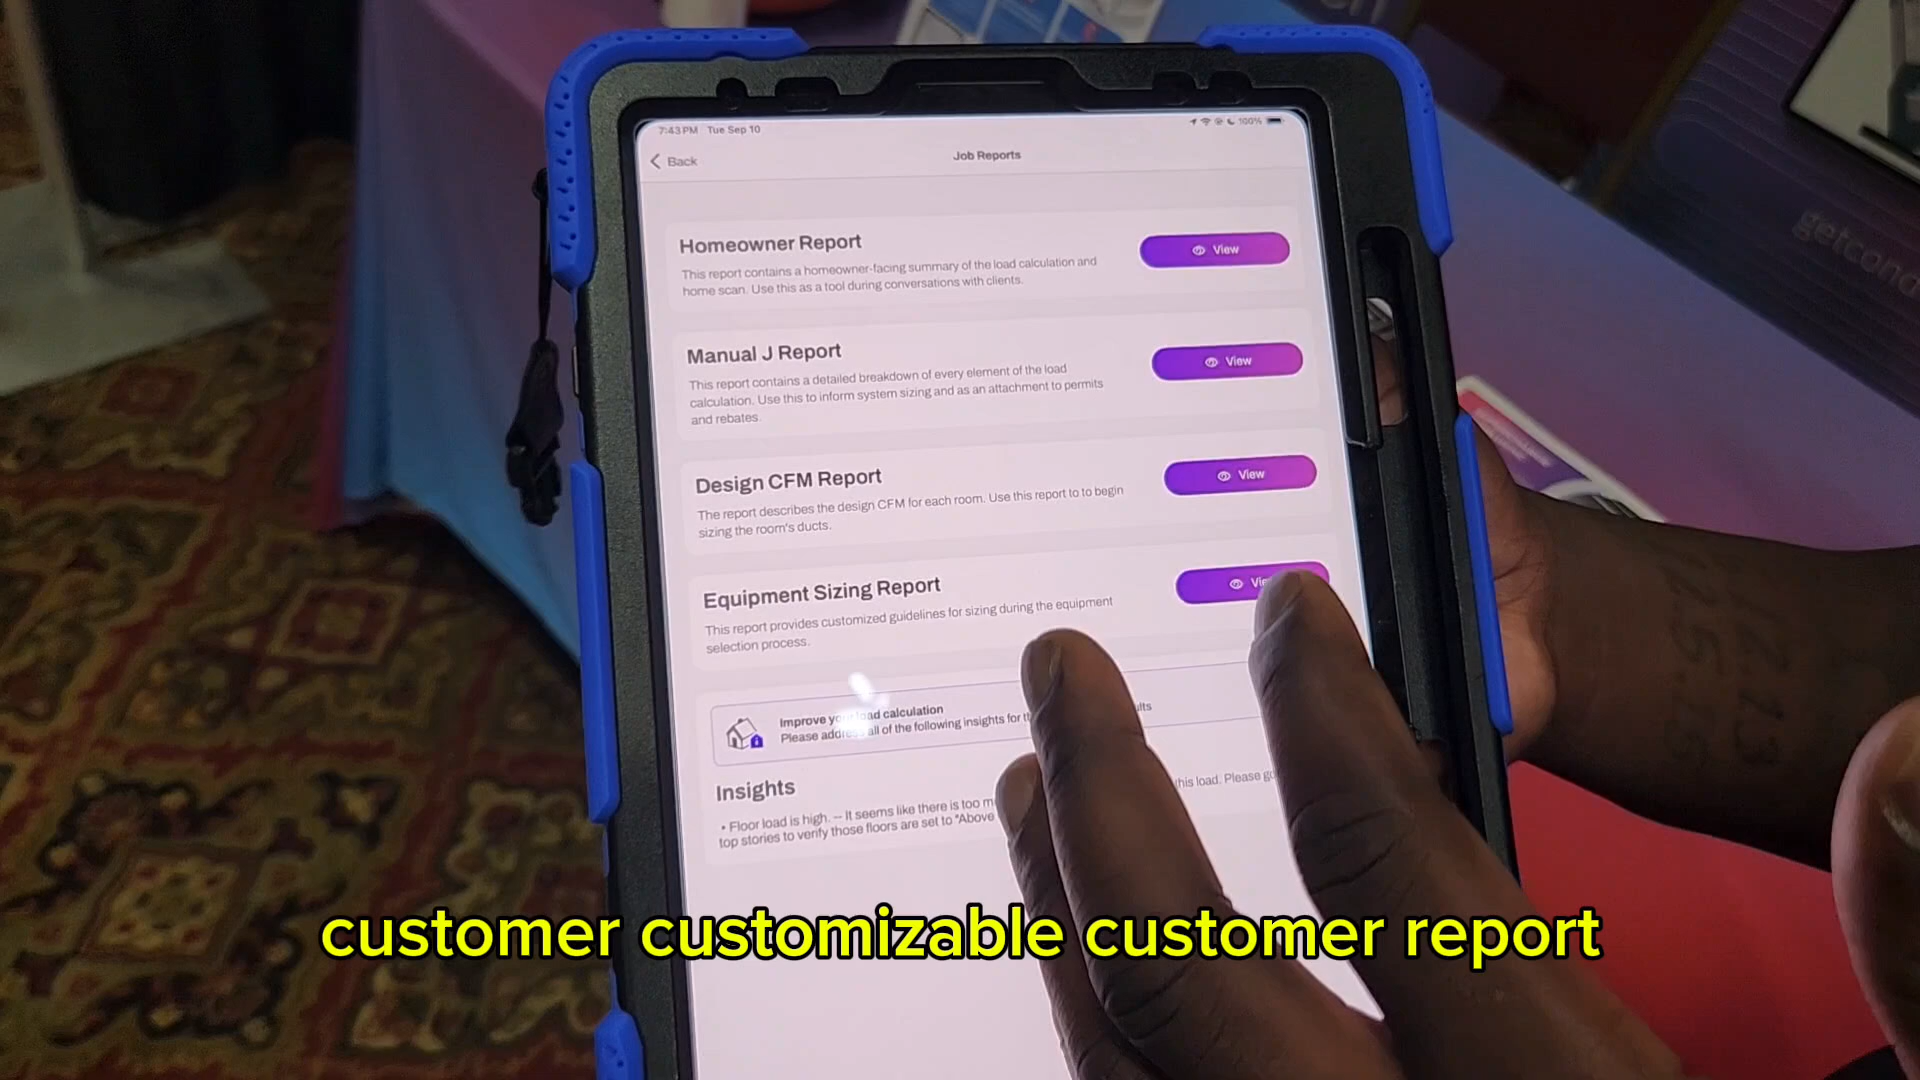 7:43 PM Tue Sep 10
100%
Back
Job Reports
Homeowner Report
This report contains a homeowner-facing summary of the load calculation and
home scan. Use this as a tool during conversations with clients.
View
Manual J Report
This report contains a detailed breakdown of every element of the load
calculation. Use this to inform system sizing and as an attachment to permits
and rebates.
View
Design CFM Report
The report describes the design CFM for each room. Use this report to to begin
sizing the room's ducts.
View
Equipment Sizing Report
This report provides customized guidelines for sizing during the equipment
selection process.
Improve your load calculation
Please address all of the following insights for
Insights
• Floor load is high. -- It seems like there is too this load. Please
top stories to verify those floors are set to "Above
customer customizable customer report
getcond